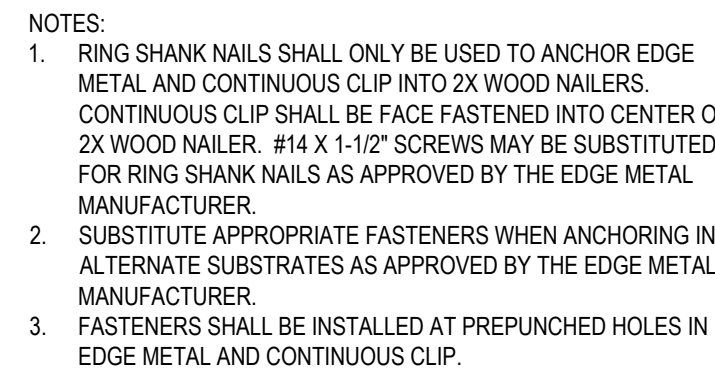 NOTES:
1. RING SHANK NAILS SHALL ONLY BE USED TO ANCHOR EDGE
METAL AND CONTINUOUS CLIP INTO 2X WOOD NAILERS.
CONTINUOUS CLIP SHALL BE FACE FASTENED INTO CENTER O
2X WOOD NAILER. #14 X 1-1/2" SCREWS MAY BE SUBSTITUTED
FOR RING SHANK NAILS AS APPROVED BY THE EDGE METAL
MANUFACTURER.
2. SUBSTITUTE APPROPRIATE FASTENERS WHEN ANCHORING IN
ALTERNATE SUBSTRATES AS APPROVED BY THE EDGE METAL
MANUFACTURER.
3. FASTENERS SHALL BE INSTALLED AT PREPUNCHED HOLES IN
EDGE METAL AND CONTINUOUS CLIP.